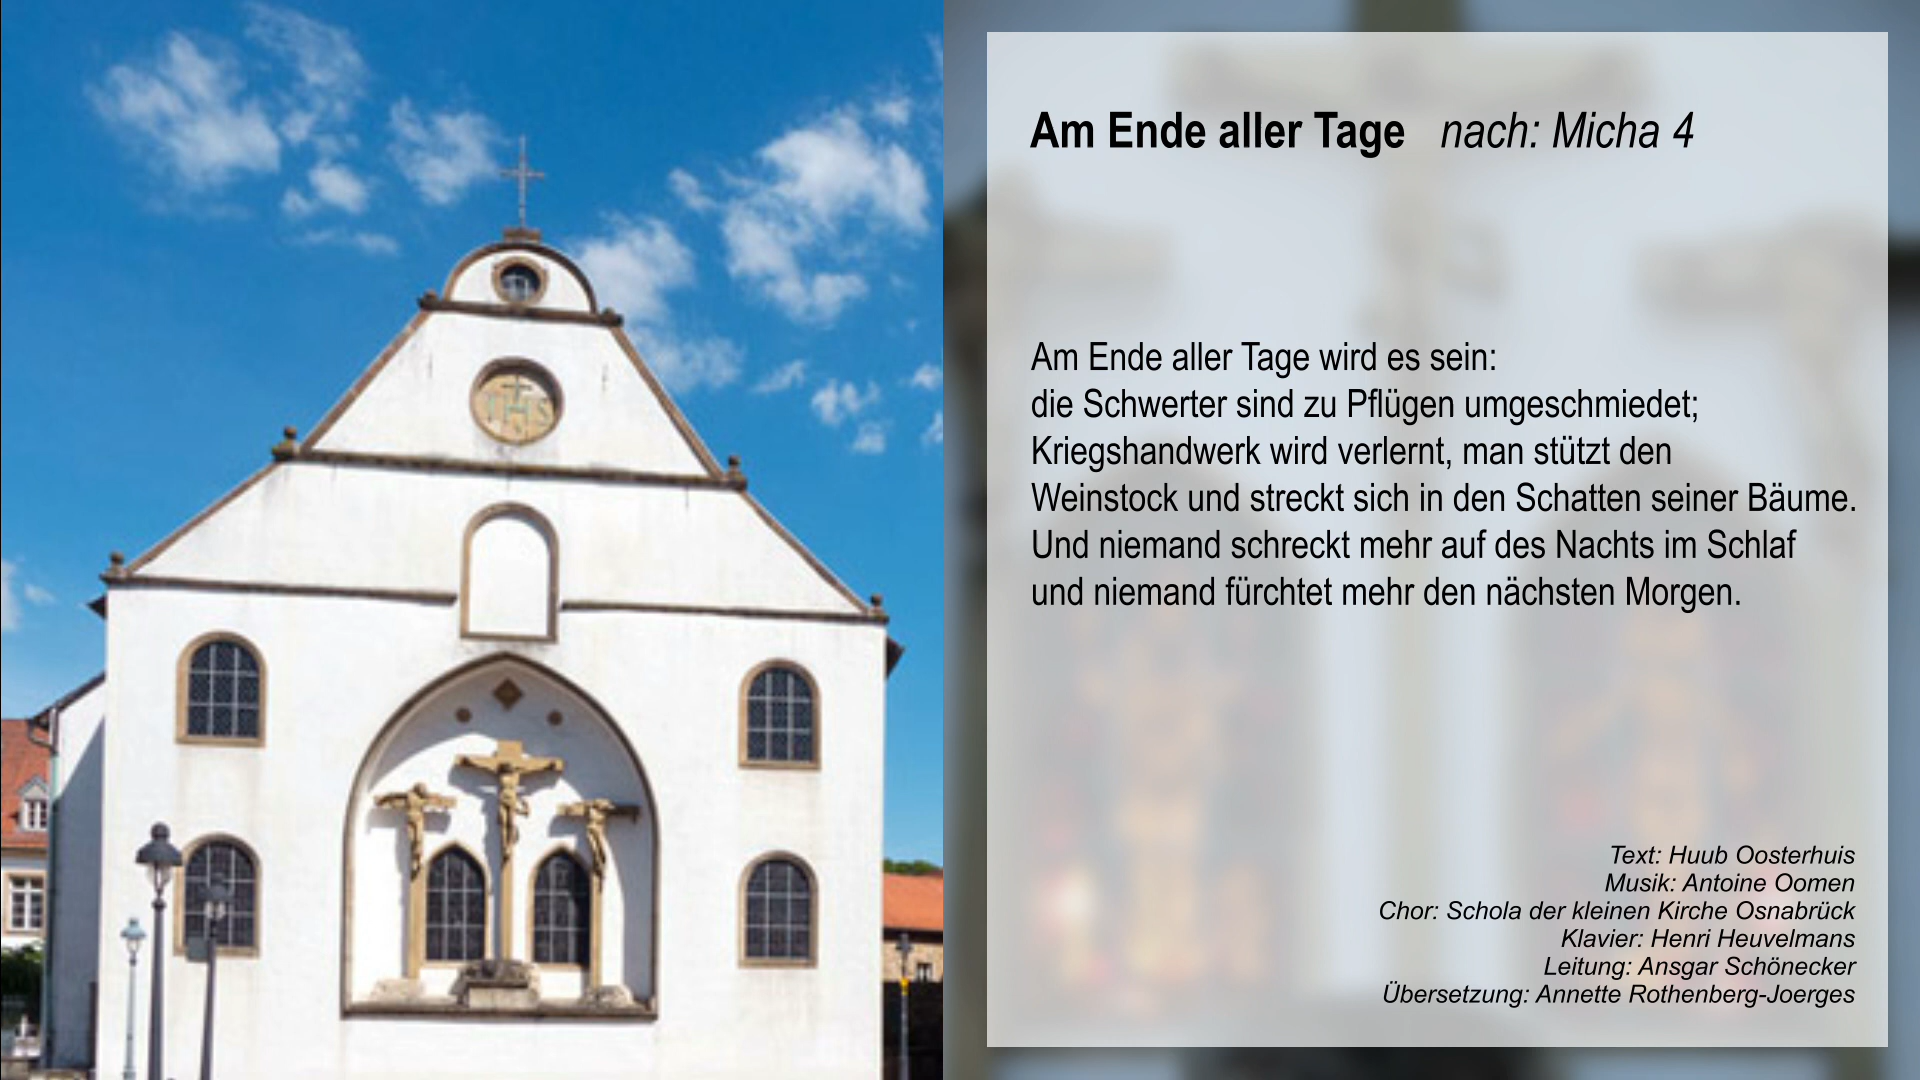 IHS
Am Ende aller Tage nach: Micha 4
Am Ende aller Tage wird es sein:
die Schwerter sind zu Pflügen umgeschmiedet;
Kriegshandwerk wird verlernt, man stützt den
Weinstock und streckt sich in den Schatten seiner Bäume.
Und niemand schreckt mehr auf des Nachts im Schlaf
und niemand fürchtet mehr den nächsten Morgen.
Text: Huub Oosterhuis
Musik: Antoine Oomen
Chor: Schola der kleinen Kirche Osnabrück
Klavier: Henri Heuvelmans
Leitung: Ansgar Schönecker
Übersetzung: Annette Rothenberg-Joerges